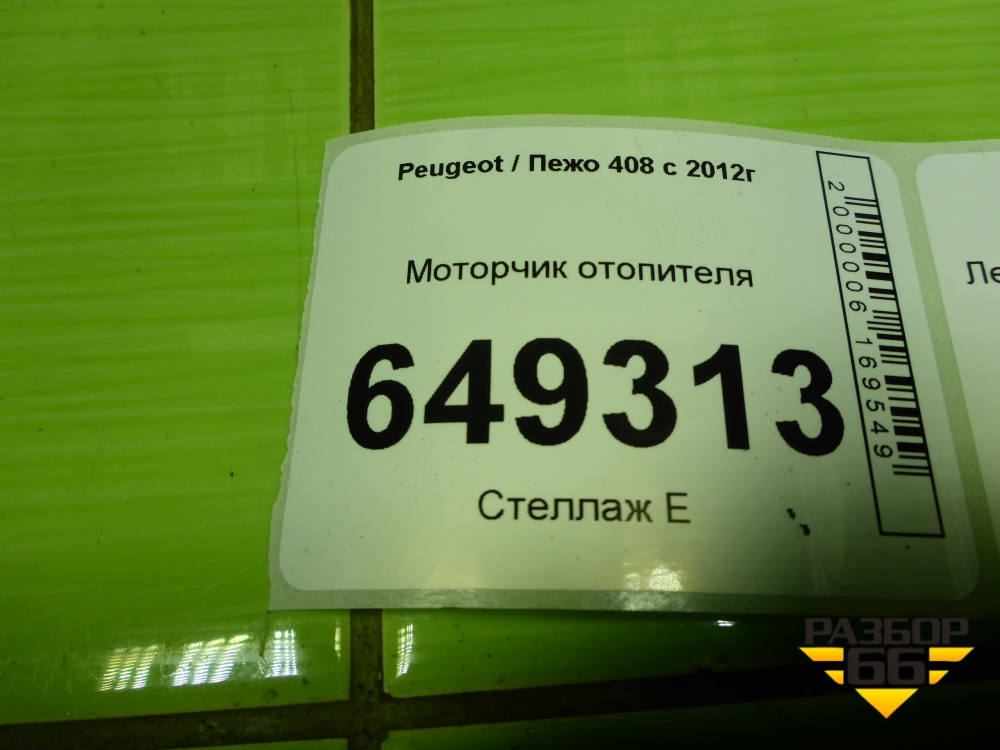 Peugeot / Пежо 408 с 2012г
Моторчик отопителя
649313
Стеллаж Е
2000006169549
Ле
РАЗБОР
66